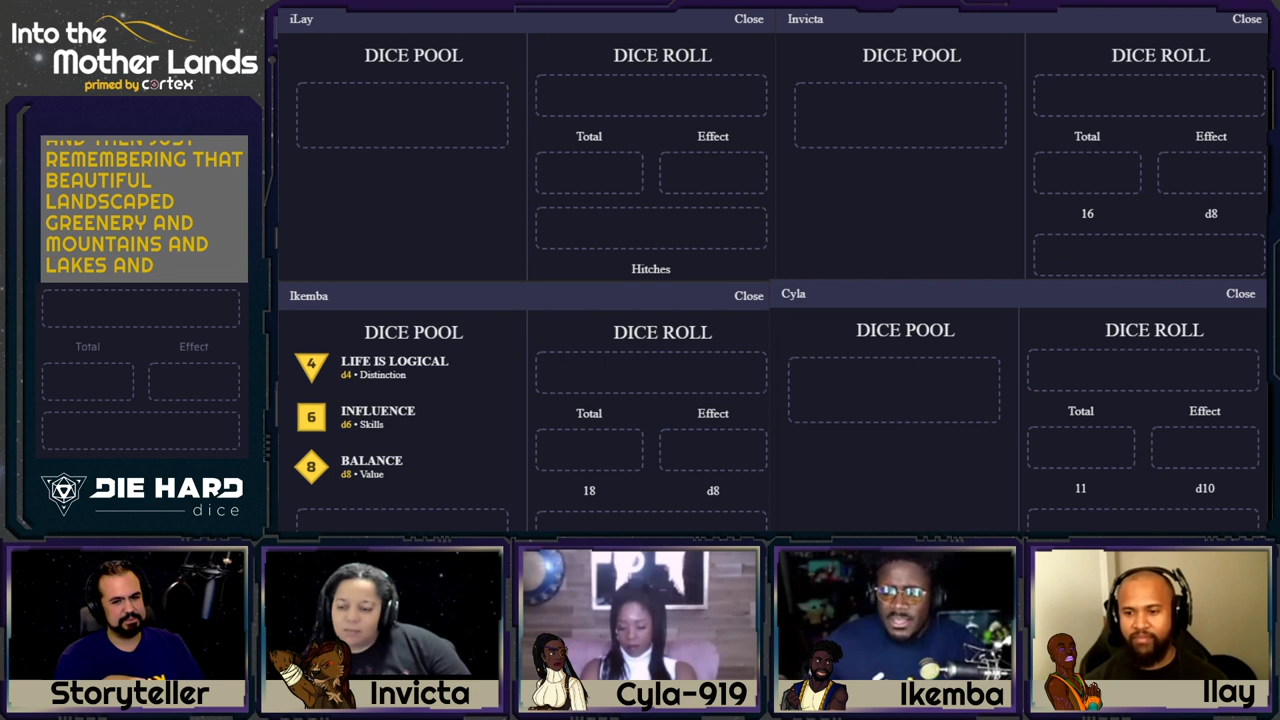 Into the
Mother Lands
primed by cortex
AND THEN JUST
REMEMBERING THAT
BEAUTIFUL
LANDSCAPED
GREENERY AND
MOUNTAINS AND
LAKES AND
Total Effect
DIE HARD
dice
iLay Close
DICE POOL DICE ROLL
Total Effect
Hitches
Invicta Close
DICE POOL DICE ROLL
Total Effect
16 d8
Ikemba Close
DICE POOL DICE ROLL
4 LIFE IS LOGICAL
d4 • Distinction
6 INFLUENCE
d6 • Skills
8 BALANCE
d8 • Value
Total Effect
18 d8
Cyla Close
DICE POOL DICE ROLL
Total Effect
11 d10
Storyteller
Invicta
Cyla-919
Ikemba
Ilay